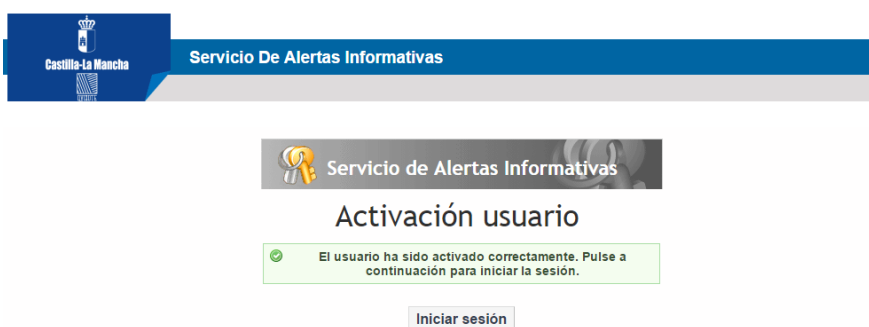 Castilla-La Mancha
Servicio De Alertas Informativas
Servicio de Alertas Informativas
Activación usuario
El usuario ha sido activado correctamente. Pulse a
continuación para iniciar la sesión.
Iniciar sesión